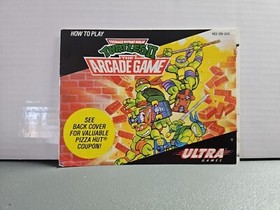 HOW TO PLAY
TEENAGE MUTANT NINJA
TURTLES II
THE
ARCADE GAME
SEE
BACK COVER
FOR VALUABLE
PIZZA HUT®
COUPON!
ULTRA
GAMES